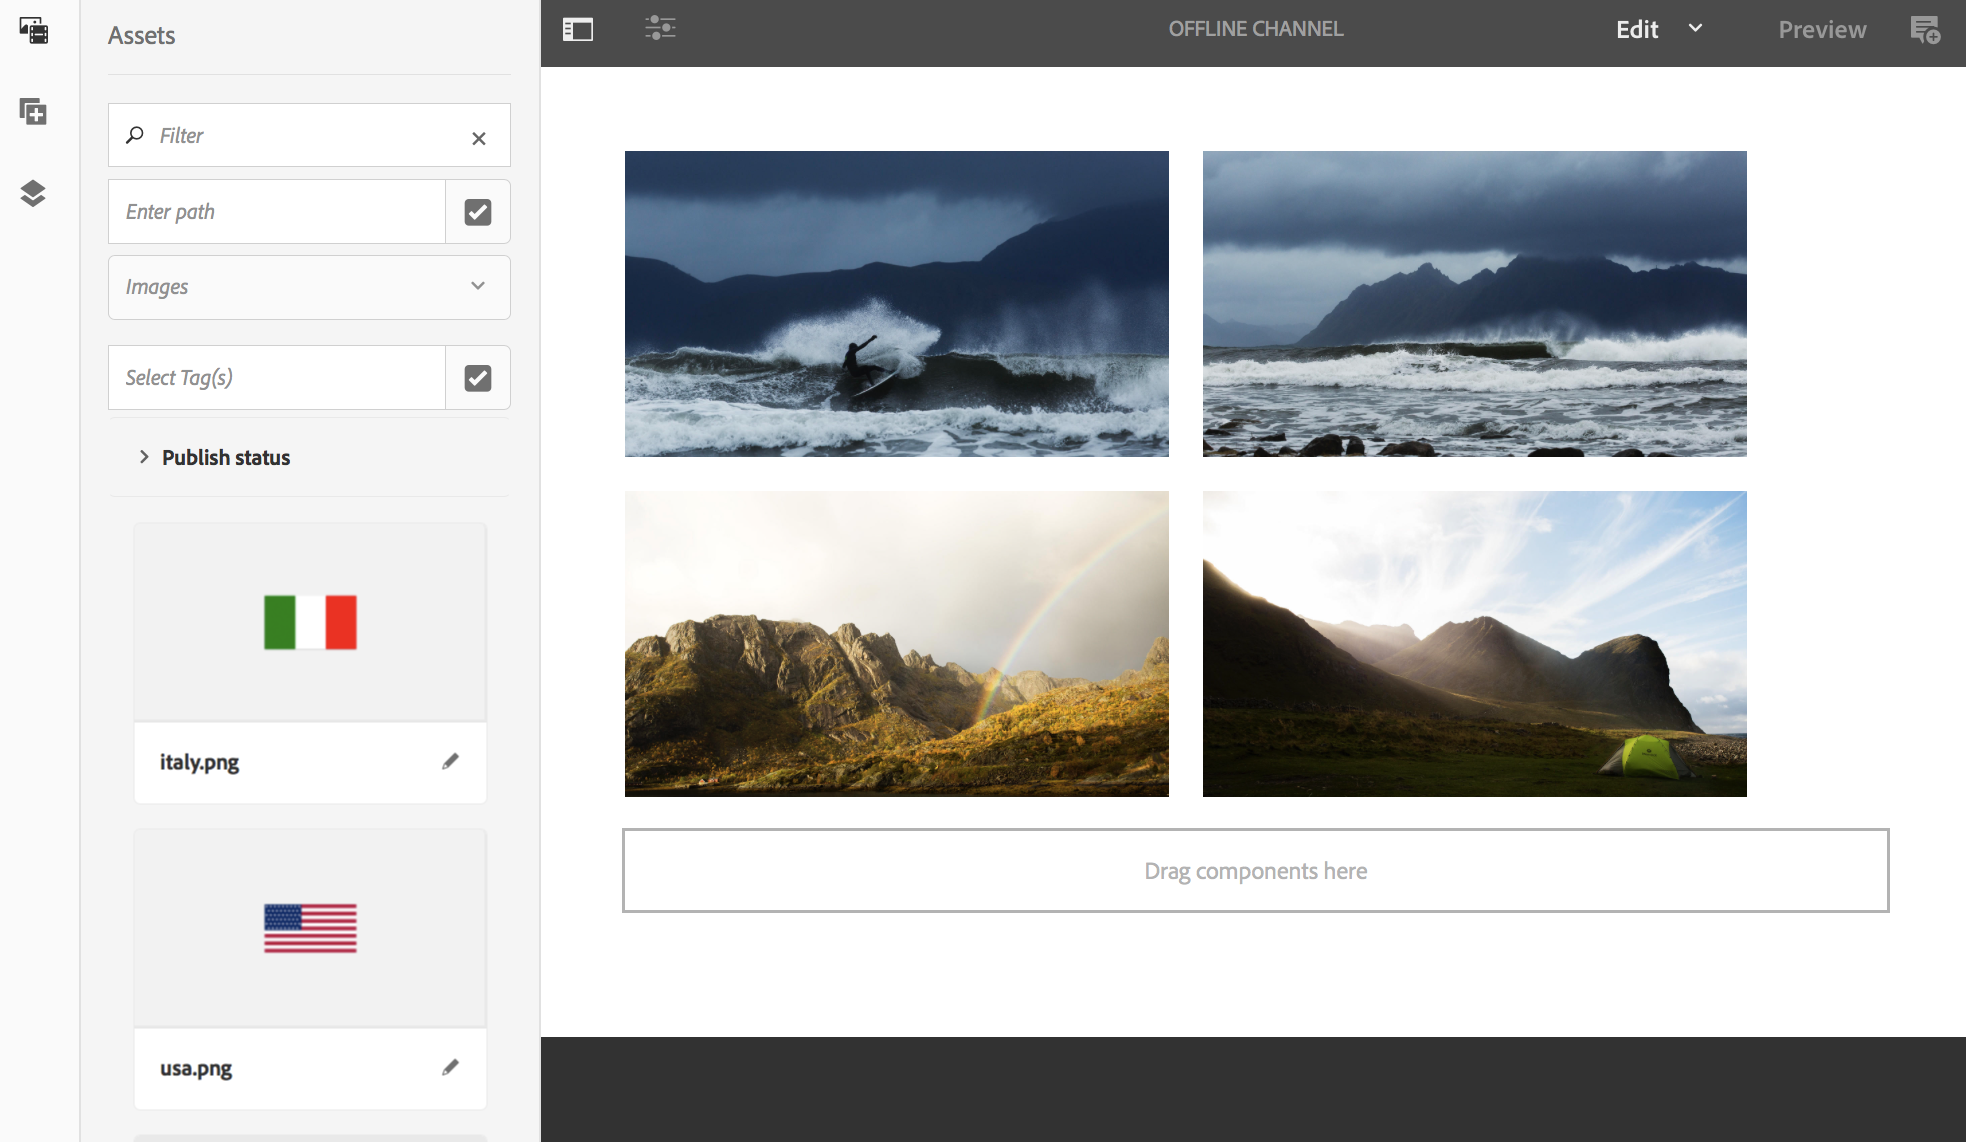 Assets
Filter
Enter path
Images
Select Tag(s)
Publish status
italy.png
usa.png
OFFLINE CHANNEL
Edit
Preview
Drag components here